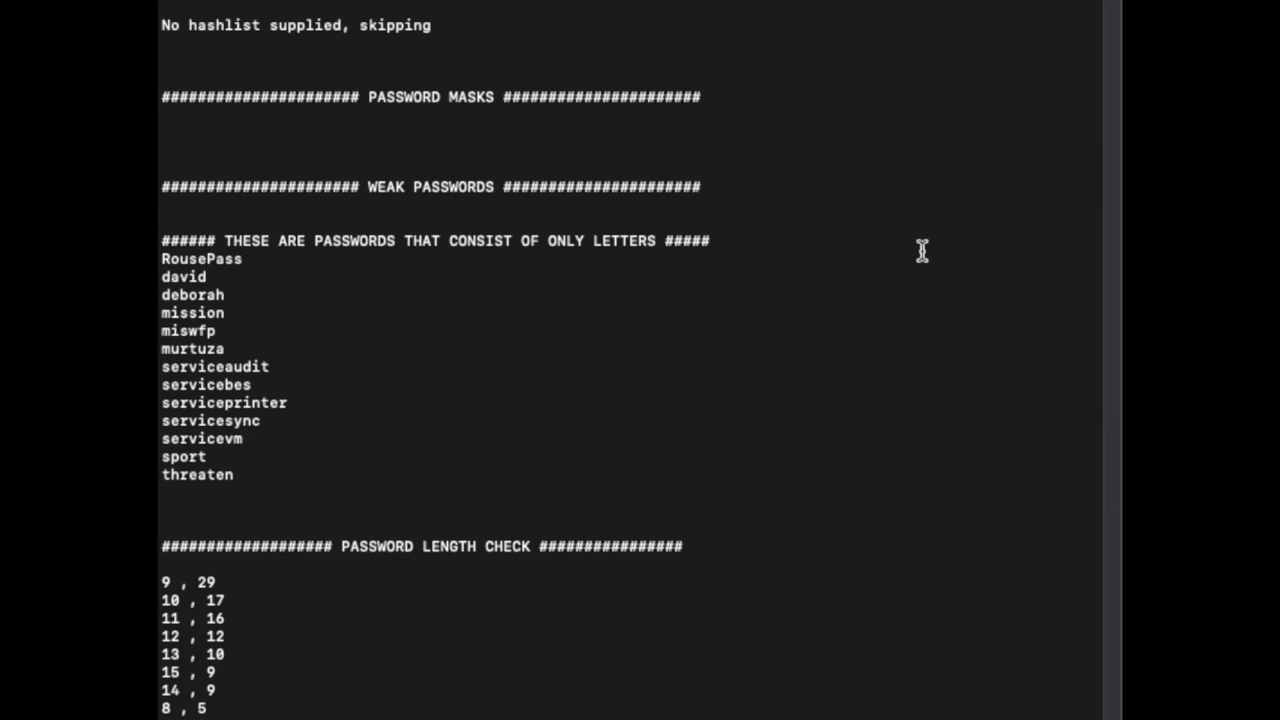 No hashlist supplied, skipping
###################### PASSWORD MASKS ######################
###################### WEAK PASSWORDS ######################
###### THESE ARE PASSWORDS THAT CONSIST OF ONLY LETTERS #####
RousePass
david
deborah
mission
miswfp
murtuza
serviceaudit
servicebes
serviceprinter
servicesync
servicevm
sport
threaten
################### PASSWORD LENGTH CHECK ################
9 , 29
10 , 17
11 , 16
12 , 12
13 , 10
15 , 9
14 , 9
8 , 5